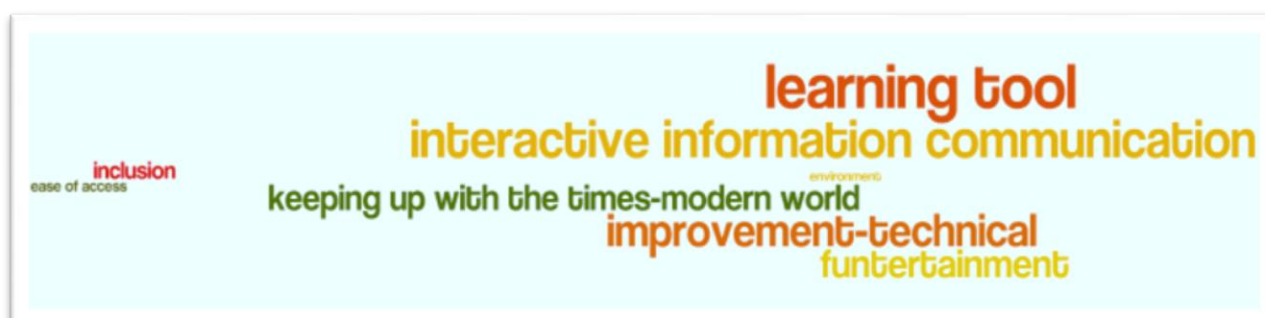 learning tool
interactive information communication
inclusion
environment
ease of access
keeping up with the times-modern world
improvement-technical
funtertainment